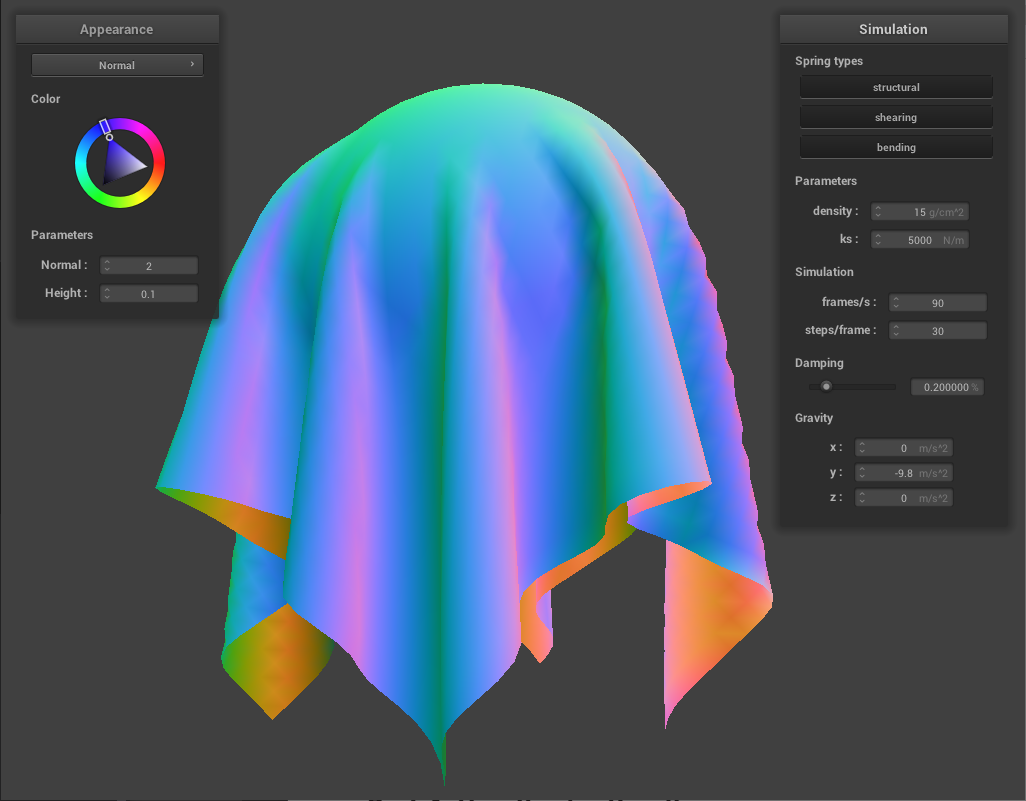 Appearance
Normal
Color
Parameters
Normal : 2
Height : 0.1
Simulation
Spring types
structural
shearing
bending
Parameters
density : 15 g/cm^2
ks : 5000 N/m
Simulation
frames/s : 90
steps/frame : 30
Damping
0.200000 %
Gravity
x : 0 m/s^2
y : -9.8 m/s^2
z : 0 m/s^2